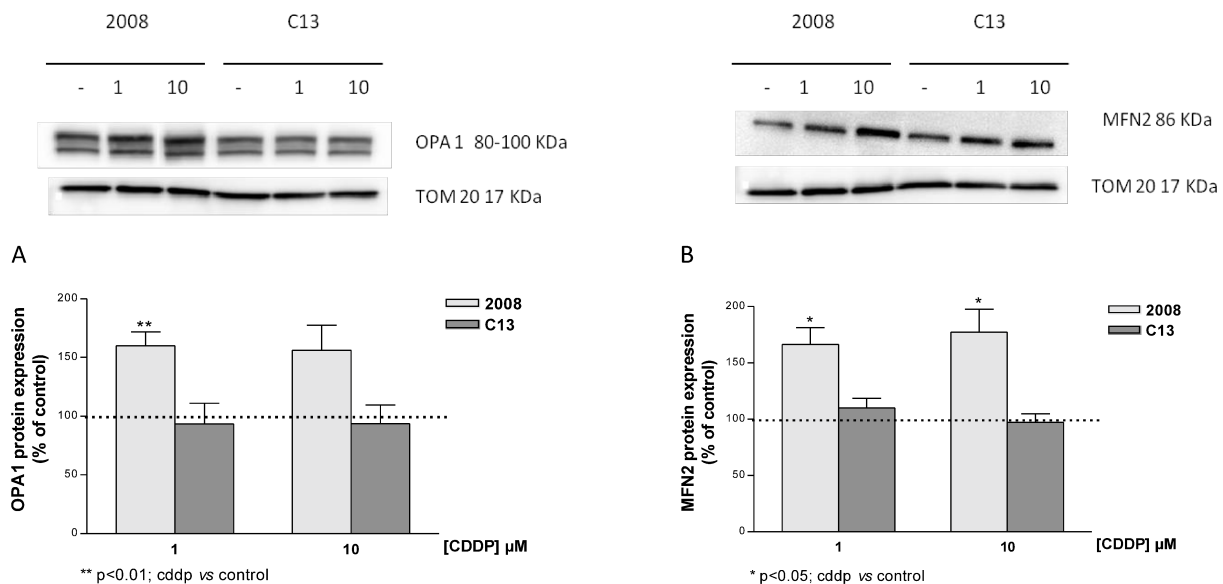 2008 C13
- 1 10 - 1 10
OPA 1 80-100 KDa
TOM 20 17 KDa
2008 C13
- 1 10 - 1 10
MFN2 86 KDa
TOM 20 17 KDa
A
OPA1 protein expression
(% of control)
200
150
100
50
0
**
2008
C13
1 10 [CDDP] µM
** p<0.01; cddp vs control
B
MFN2 protein expression
(% of control)
200
150
100
50
0
* *
2008
C13
1 10 [CDDP] µM
* p<0.05; cddp vs control